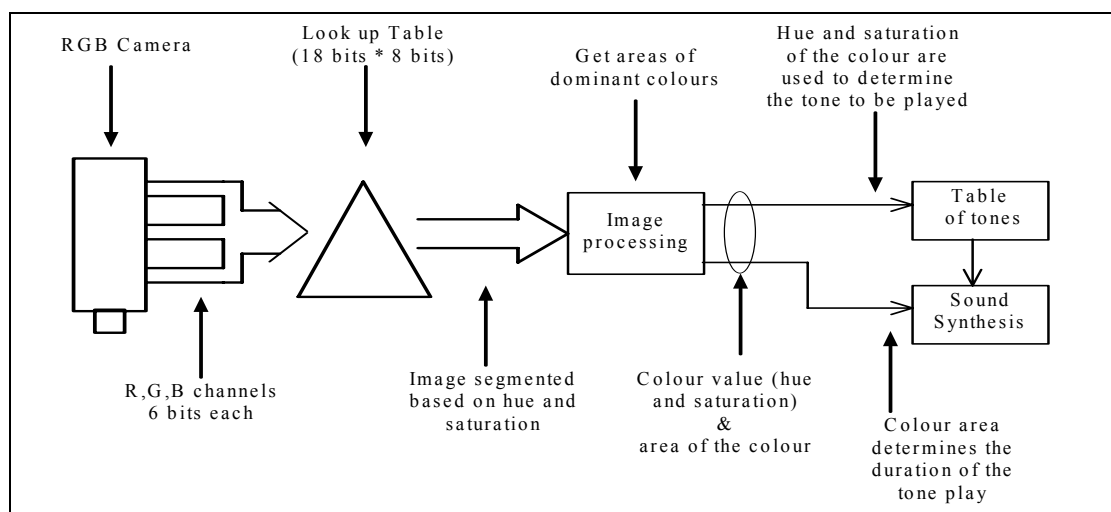 RGB Camera
Look up Table
(18 bits * 8 bits)
Get areas of
dominant colours
Hue and saturation
of the colour are
used to determine
the tone to be played
Image
processing
Table
of tones
Sound
Synthesis
R,G,B channels
6 bits each
Image segmented
based on hue and
saturation
Colour value (hue
and saturation)
&
area of the colour
Colour area
determines the
duration of the
tone play